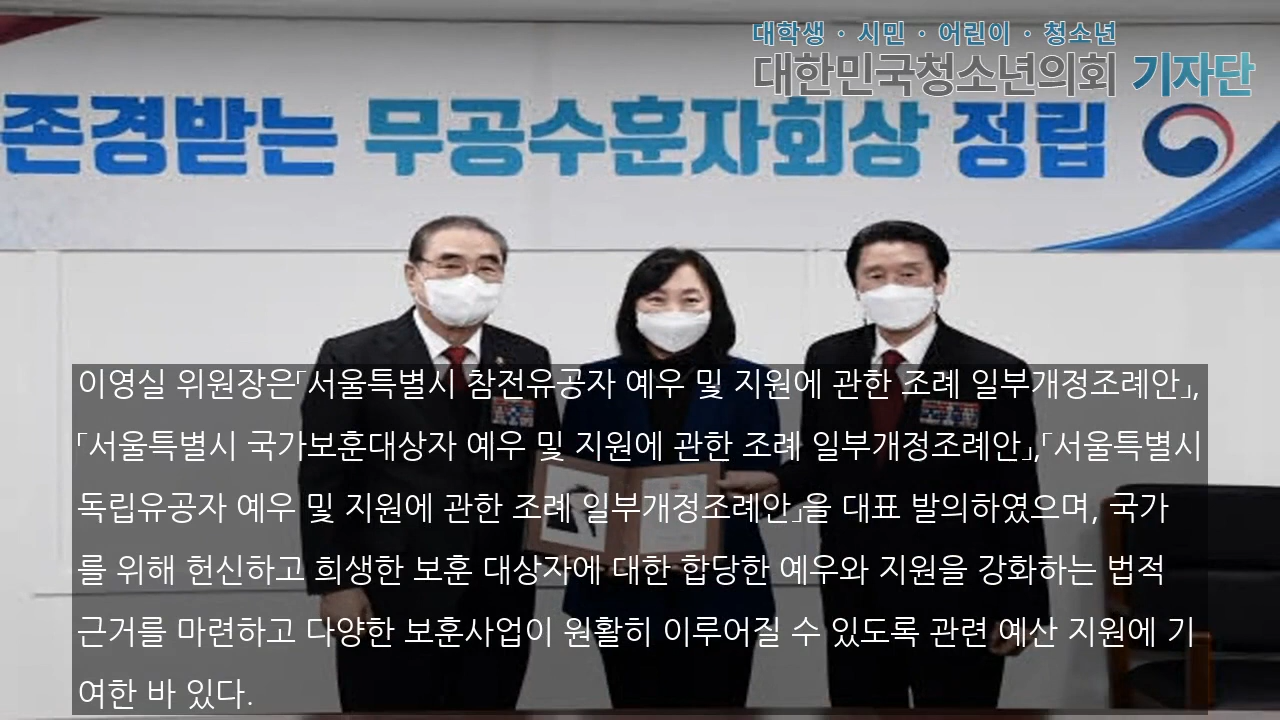 대학생 · 시민 · 어린이 · 청소년
대한민국청소년의회 기자단
존경받는 무공수훈자회상 정립
이영실 위원장은「서울특별시 참전유공자 예우 및 지원에 관한 조례 일부개정조례안」,
「서울특별시 국가보훈대상자 예우 및 지원에 관한 조례 일부개정조례안」,「서울특별시
독립유공자 예우 및 지원에 관한 조례 일부개정조례안」을 대표 발의하였으며, 국가
를 위해 헌신하고 희생한 보훈 대상자에 대한 합당한 예우와 지원을 강화하는 법적
근거를 마련하고 다양한 보훈사업이 원활히 이루어질 수 있도록 관련 예산 지원에 기
여한 바 있다.